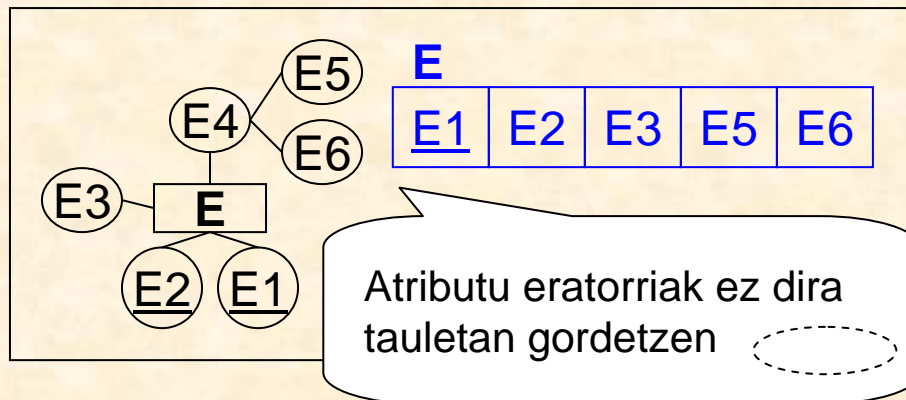 E5
E4
E6
E3
E
E2 E1
E
E1 E2 E3 E5 E6
Atributu eratorriak ez dira
tauletan gordetzen